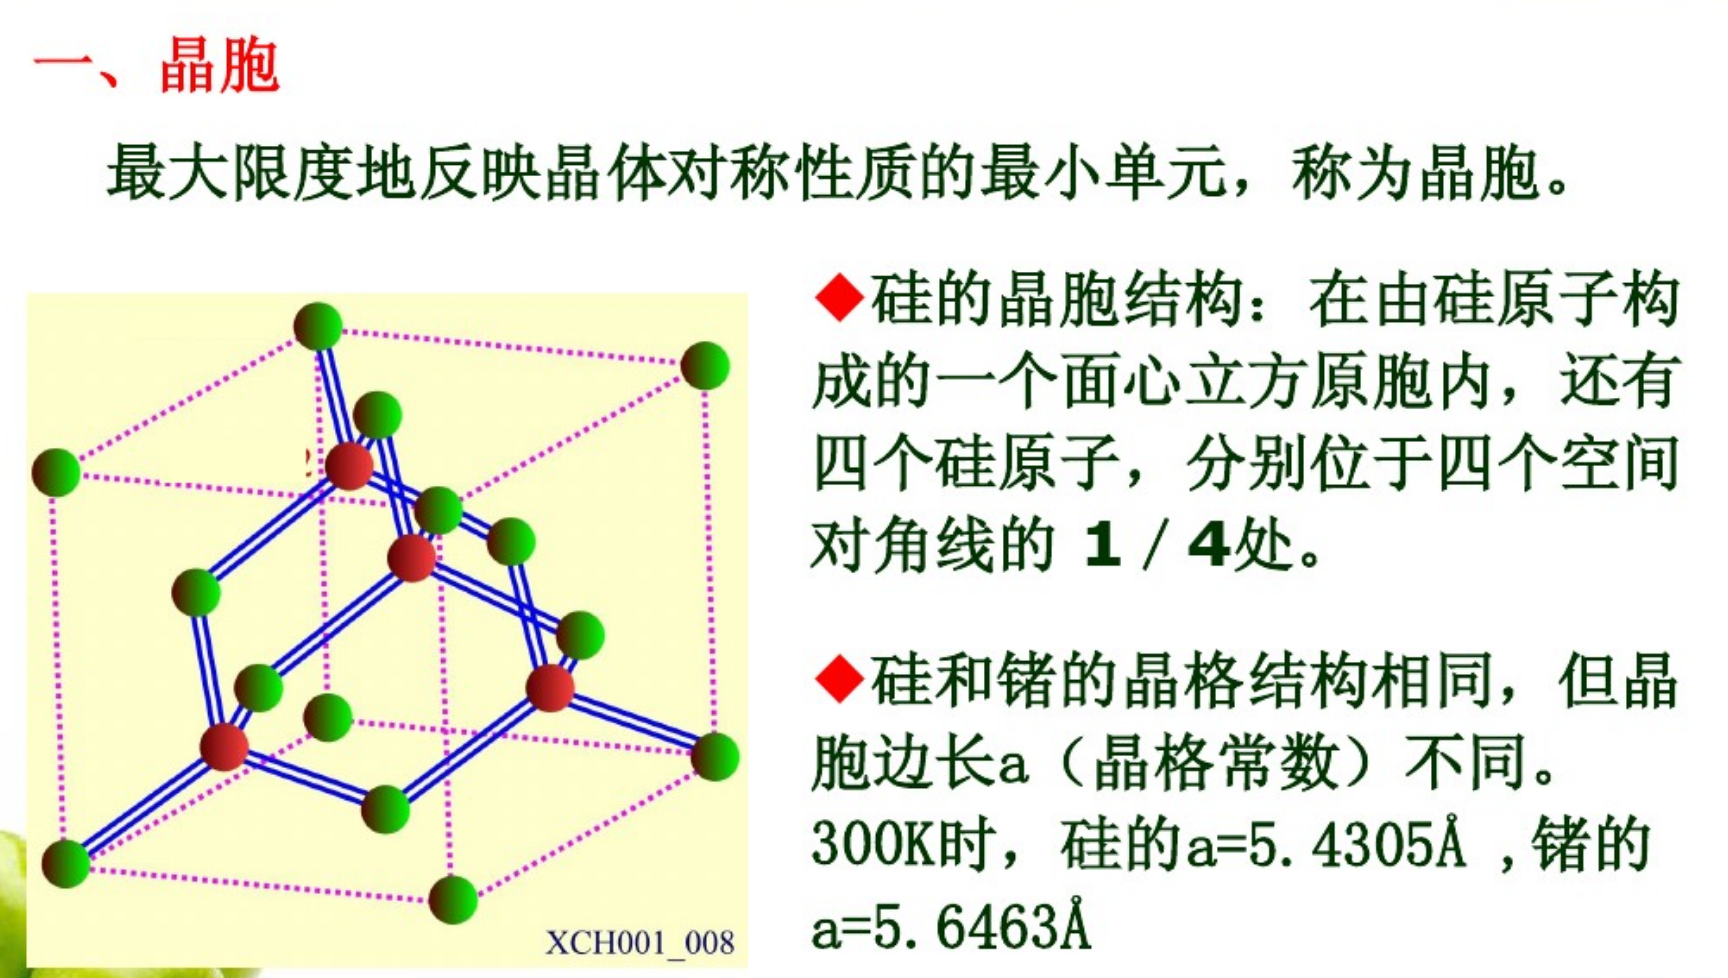 一、晶胞
最大限度地反映晶体对称性质的最小单元，称为晶胞。
◆硅的晶胞结构：在由硅原子构
成的一个面心立方原胞内，还有
四个硅原子，分别位于四个空间
对角线的 1／4处。
◆硅和锗的晶格结构相同，但晶
胞边长a（晶格常数）不同。
300K时，硅的a=5.4305Å ,锗的
a=5.6463Å
XCH001_008